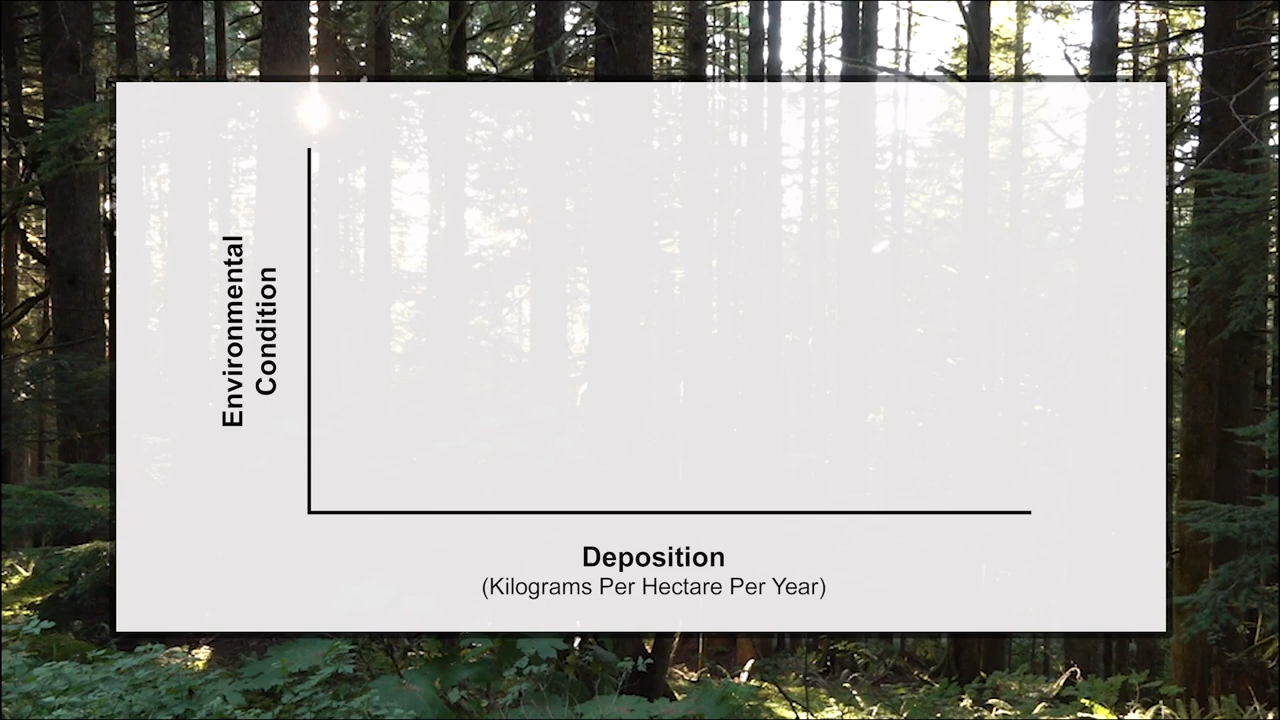 Environmental
Condition
Deposition
(Kilograms Per Hectare Per Year)